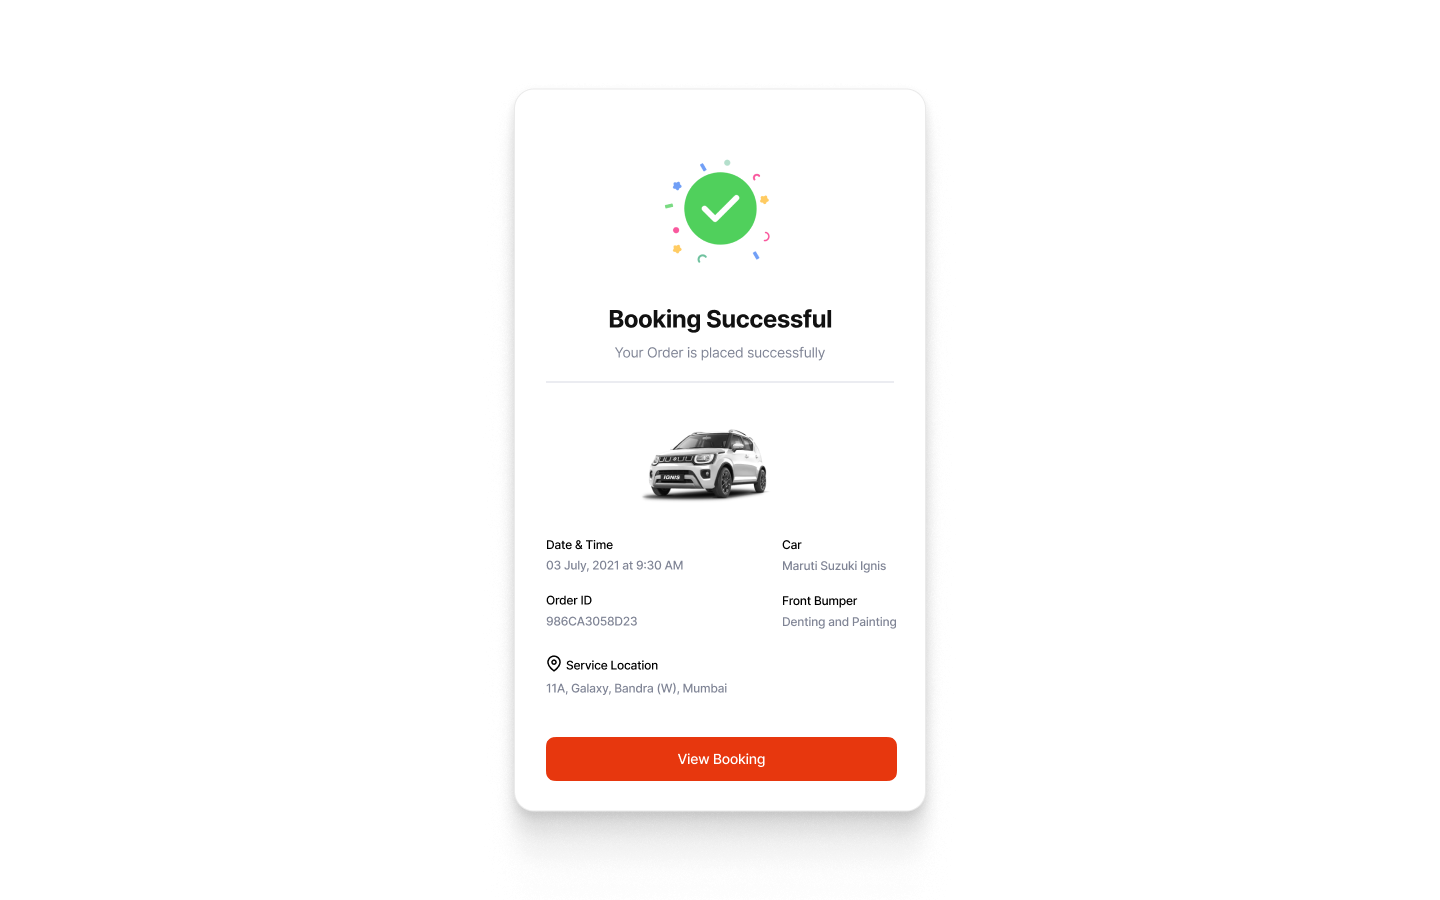 Booking Successful
Your Order is placed successfully
IGNIS
Date & Time
03 July, 2021 at 9:30 AM
Car
Maruti Suzuki Ignis
Order ID
986CA3058D23
Front Bumper
Denting and Painting
Service Location
11A, Galaxy, Bandra (W), Mumbai
View Booking